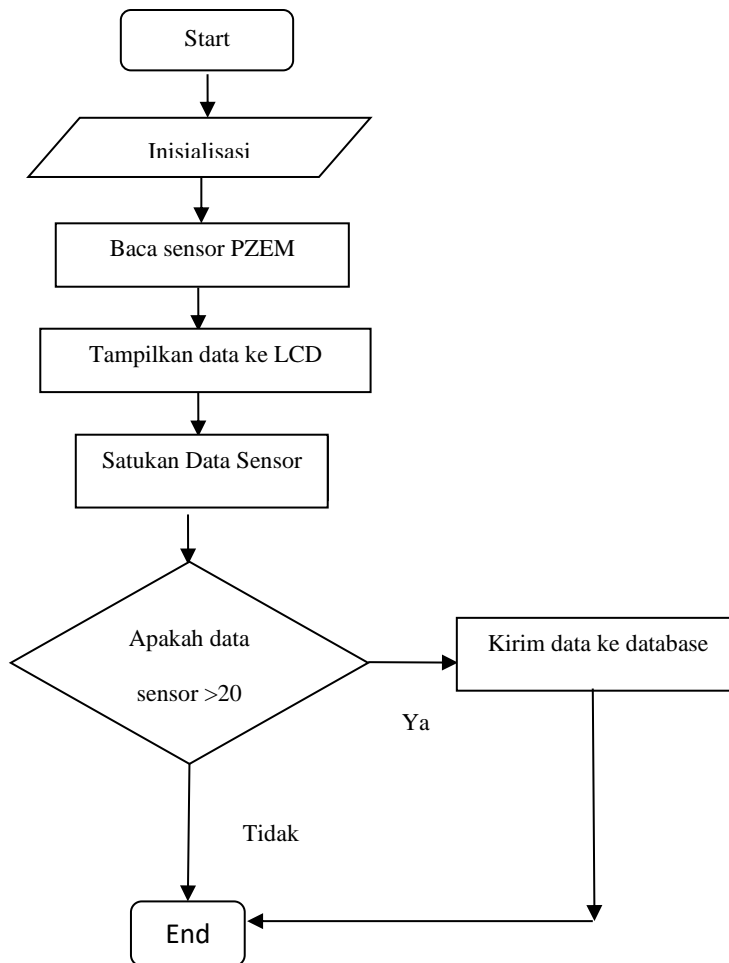 Start
Inisialisasi
Baca sensor PZEM
Tampilkan data ke LCD
Satukan Data Sensor
Apakah data
sensor >20
Kirim data ke database
Ya
Tidak
End